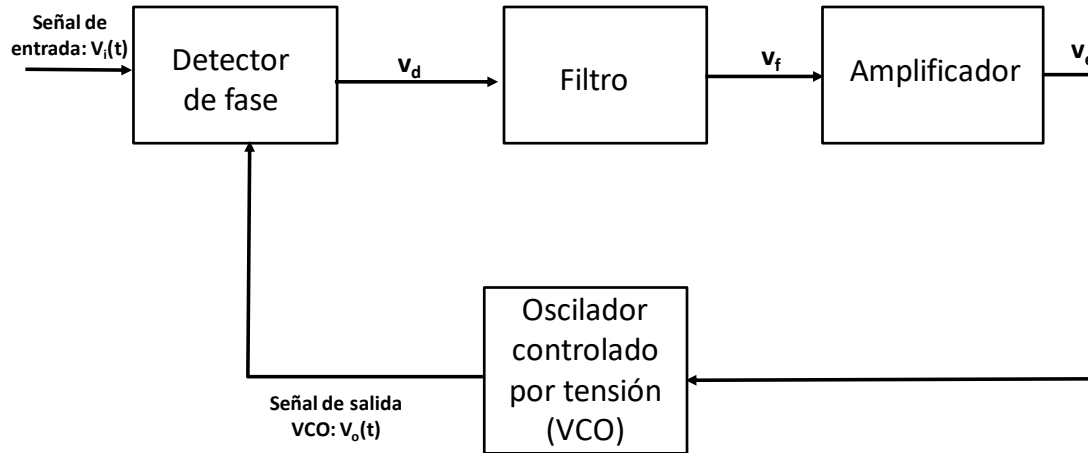 Señal de
entrada: Vi(t)
Detector
de fase
vd
Filtro
vf
Amplificador
Oscilador
controlado
por tensión
(VCO)
Señal de salida
VCO: Vo(t)